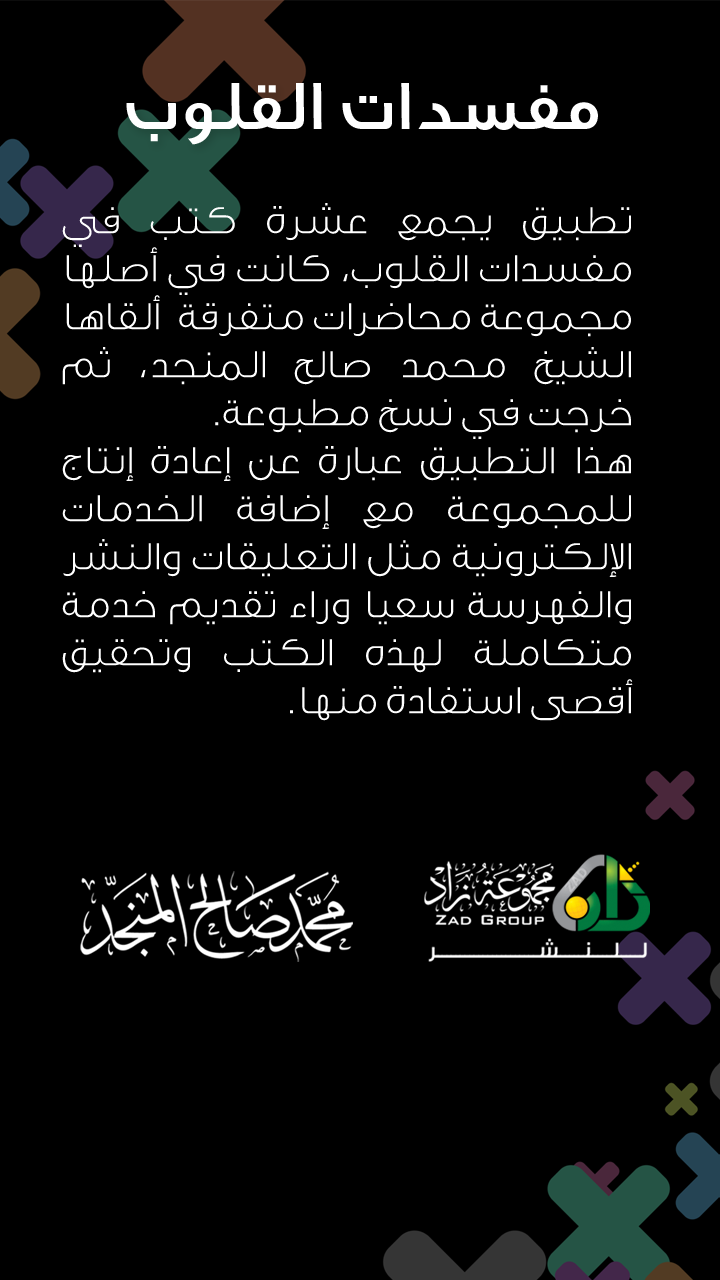 مفسدات القلوب
تطبيق يجمع عشرة كتب في
مفسدات القلوب، كانت في أصلها
مجموعة محاضرات متفرقة ألقاها
الشيخ محمد صالح المنجد، ثم
خرجت في نسخ مطبوعة.
هذا التطبيق عبارة عن إعادة إنتاج
للمجموعة مع إضافة الخدمات
الإلكترونية مثل التعليقات والنشر
والفهرسة سعيا وراء تقديم خدمة
متكاملة لهذه الكتب وتحقيق
أقصى استفادة منها.
مجموعة زاد
ZAD GROUP
ZAD
زاد
للنشر
محمد صالح المنجد